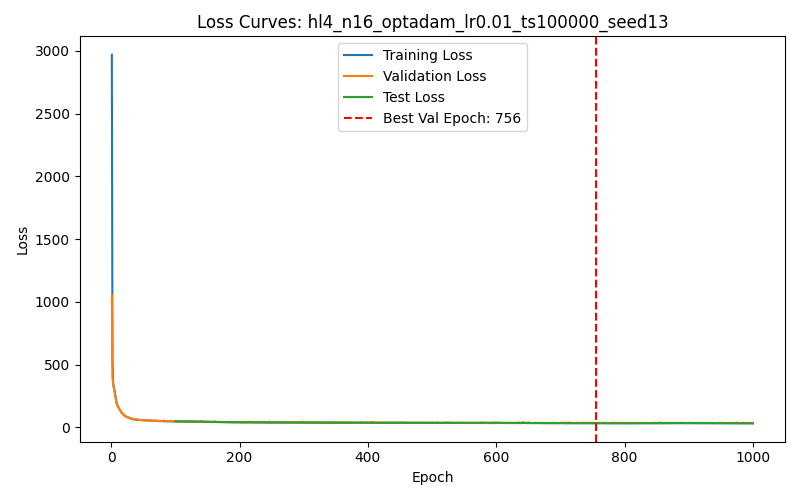 Loss Curves: hl4_n16_optadam_lr0.01_ts100000_seed13
Training Loss
Validation Loss
Test Loss
Best Val Epoch: 756
Loss
3000
2500
2000
1500
1000
500
0
0 200 400 600 800 1000
Epoch